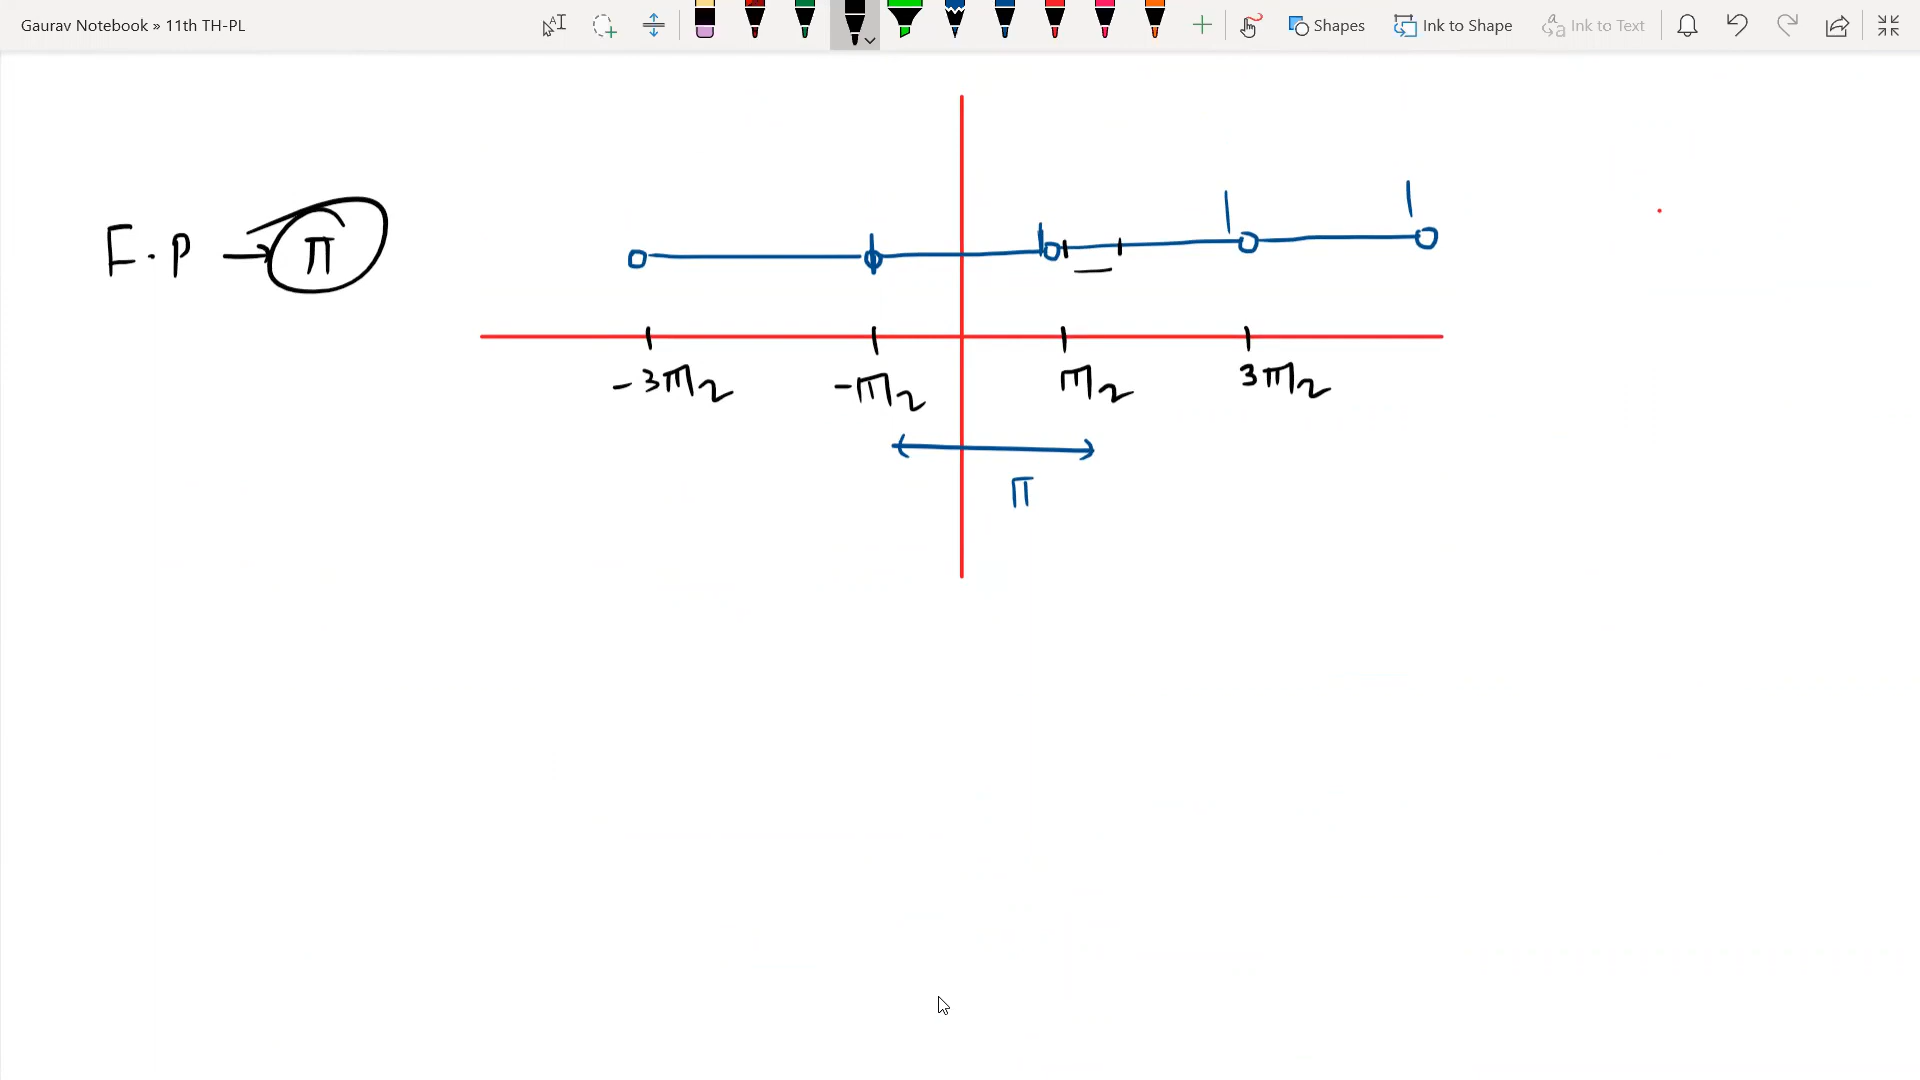 Gaurav Notebook » 11th TH-PL
Shapes
Ink to Shape
Ink to Text
F.P → π
-3π/2 -π/2 π/2 3π/2
π